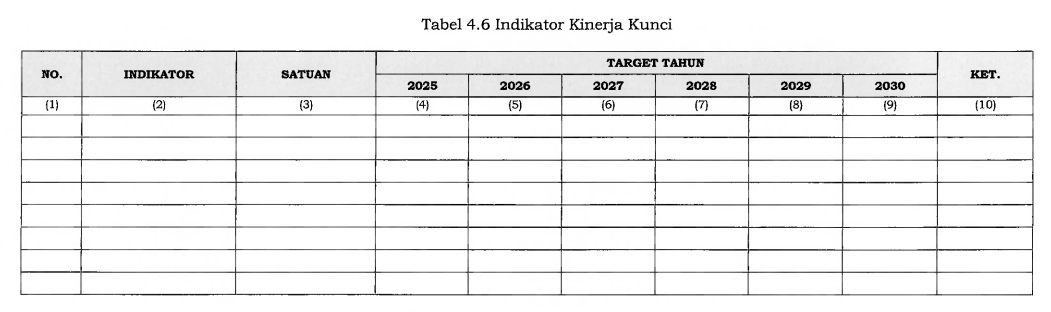 Tabel 4.6 Indikator Kinerja Kunci
NO. INDIKATOR SATUAN TARGET TAHUN KET.
2025 2026 2027 2028 2029 2030
(1) (2) (3) (4) (5) (6) (7) (8) (9) (10)